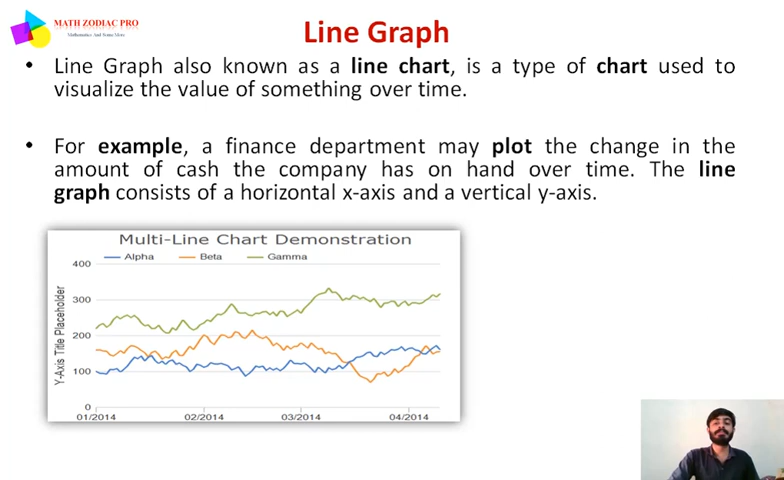 MATH ZODIAC PRO
Mathematics And Some More
Line Graph
• Line Graph also known as a line chart, is a type of chart used to
visualize the value of something over time.
• For example, a finance department may plot the change in the
amount of cash the company has on hand over time. The line
graph consists of a horizontal x-axis and a vertical y-axis.
Multi-Line Chart Demonstration
Alpha Beta Gamma
400
300
200
100
0
Y-Axis Title Placeholder
01/2014 02/2014 03/2014 04/2014